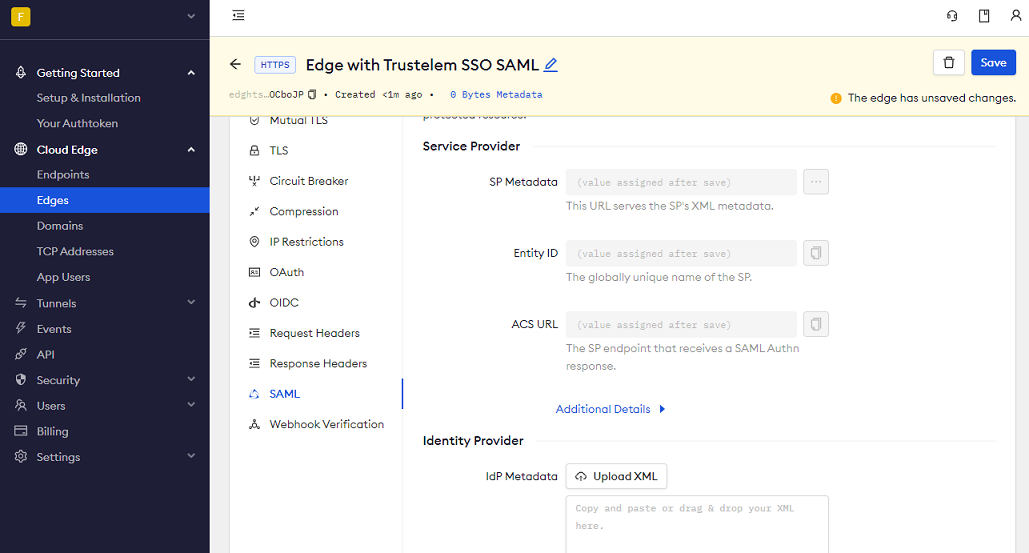 F
Getting Started
Setup & Installation
Your Authtoken
Cloud Edge
Endpoints
Edges
Domains
TCP Addresses
App Users
Tunnels
Events
API
Security
Users
Billing
Settings
HTTPS
Edge with Trustelem SSO SAML
Save
edghts…OCboJP • Created <1m ago • 0 Bytes Metadata
The edge has unsaved changes.
Mutual TLS
TLS
Circuit Breaker
Compression
IP Restrictions
OAuth
OIDC
Request Headers
Response Headers
SAML
Webhook Verification
protected resource.
Service Provider
SP Metadata
(value assigned after save)
This URL serves the SP's XML metadata.
Entity ID
(value assigned after save)
The globally unique name of the SP.
ACS URL
(value assigned after save)
The SP endpoint that receives a SAML Authn
response.
Additional Details
Identity Provider
IdP Metadata
Upload XML
Copy and paste or drag & drop your XML
here.